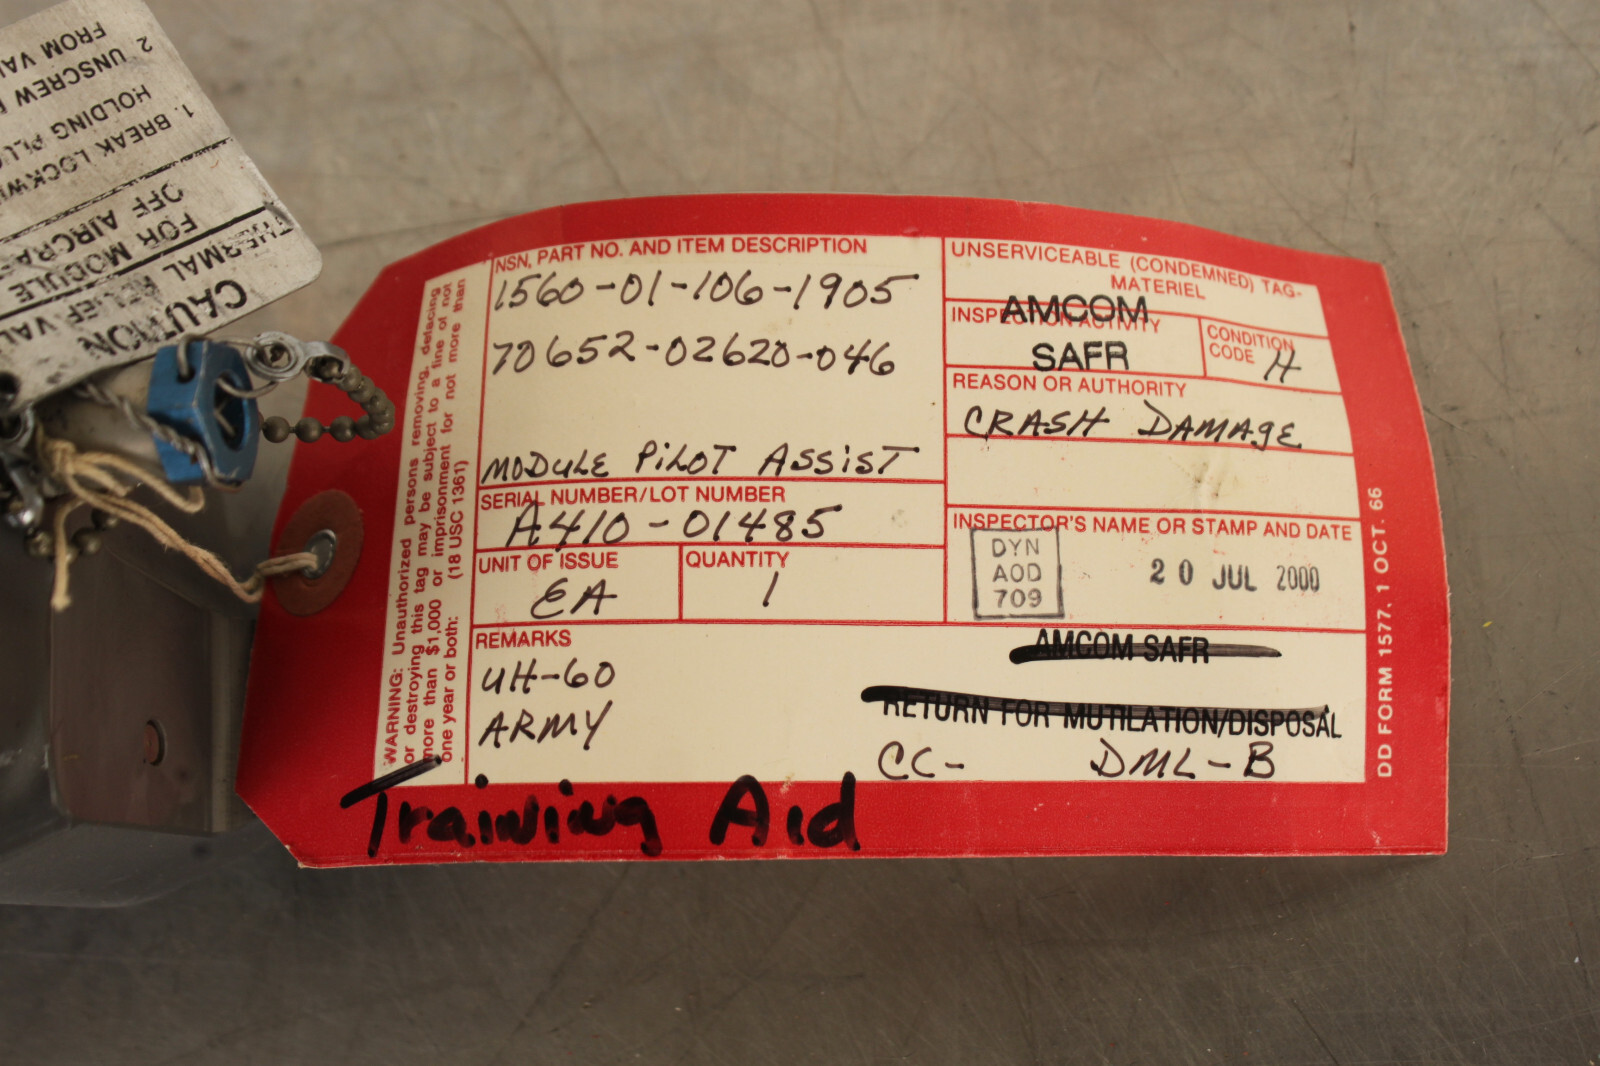 CAUTION
THERMAL RELIEF VAL
FOR MODULE
OFF AIRCRA
1. BREAK LOCKWI
HOLDING PLUG
2 UNSCREW
FROM VAL
WARNING: Unauthorized persons removing, defacing
or destroying this tag may be subject to a fine of not
more than $1,000 or imprisonment for not more than
one year or both: (18 USC 1361)
NSN, PART NO. AND ITEM DESCRIPTION
1560-01-106-1905
70652-02620-046
MODULE PILOT ASSIST
SERIAL NUMBER/LOT NUMBER
A410-01485
UNIT OF ISSUE
EA
QUANTITY
1
REMARKS
UH-60
ARMY
UNSERVICEABLE (CONDEMNED) TAG-
MATERIEL
AMCOM
INSPECTION ACTIVITY
SAFR
CONDITION
CODE H
REASON OR AUTHORITY
CRASH DAMAGE
INSPECTOR'S NAME OR STAMP AND DATE
DYN
AOD
709
20 JUL 2000
AMCOM SAFR
RETURN FOR MUTILATION/DISPOSAL
CC- DML-B
DD FORM 1577, 1 OCT. 66
Training Aid